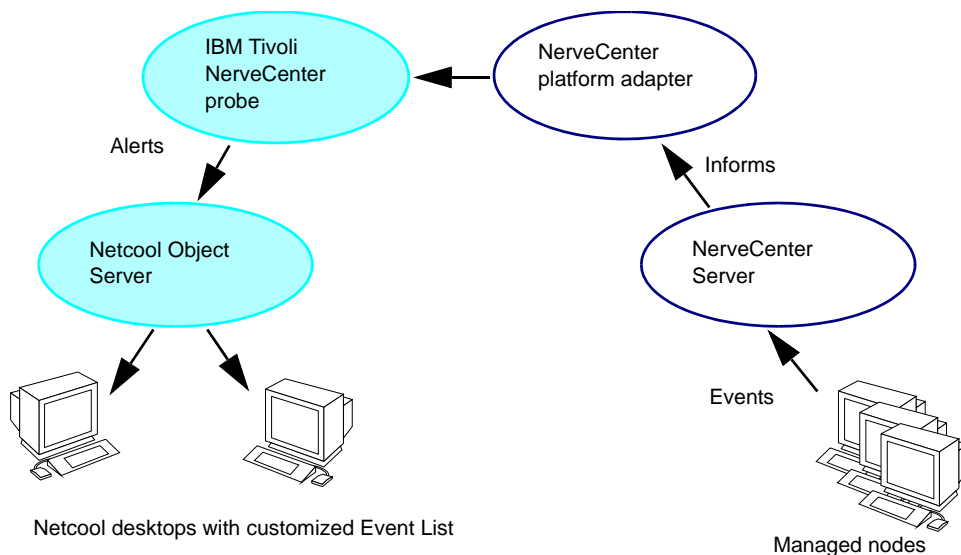 IBM Tivoli
NerveCenter
probe
NerveCenter
platform adapter
Alerts
Informs
Netcool Object
Server
NerveCenter
Server
Events
Netcool desktops with customized Event List
Managed nodes